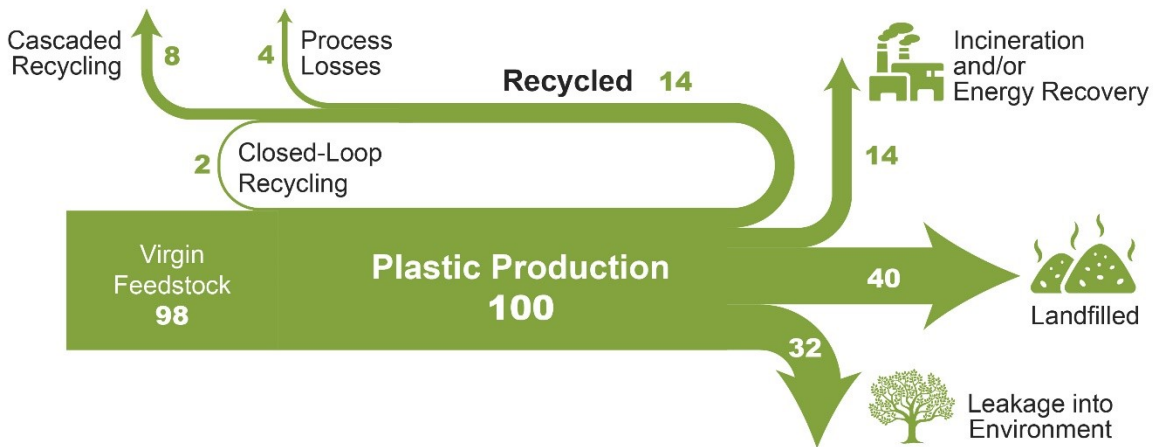 Cascaded
Recycling
8
4
Process
Losses
Recycled 14
Incineration
and/or
Energy Recovery
14
2
Closed-Loop
Recycling
Virgin
Feedstock
98
Plastic Production
100
40
Landfilled
32
Leakage into
Environment